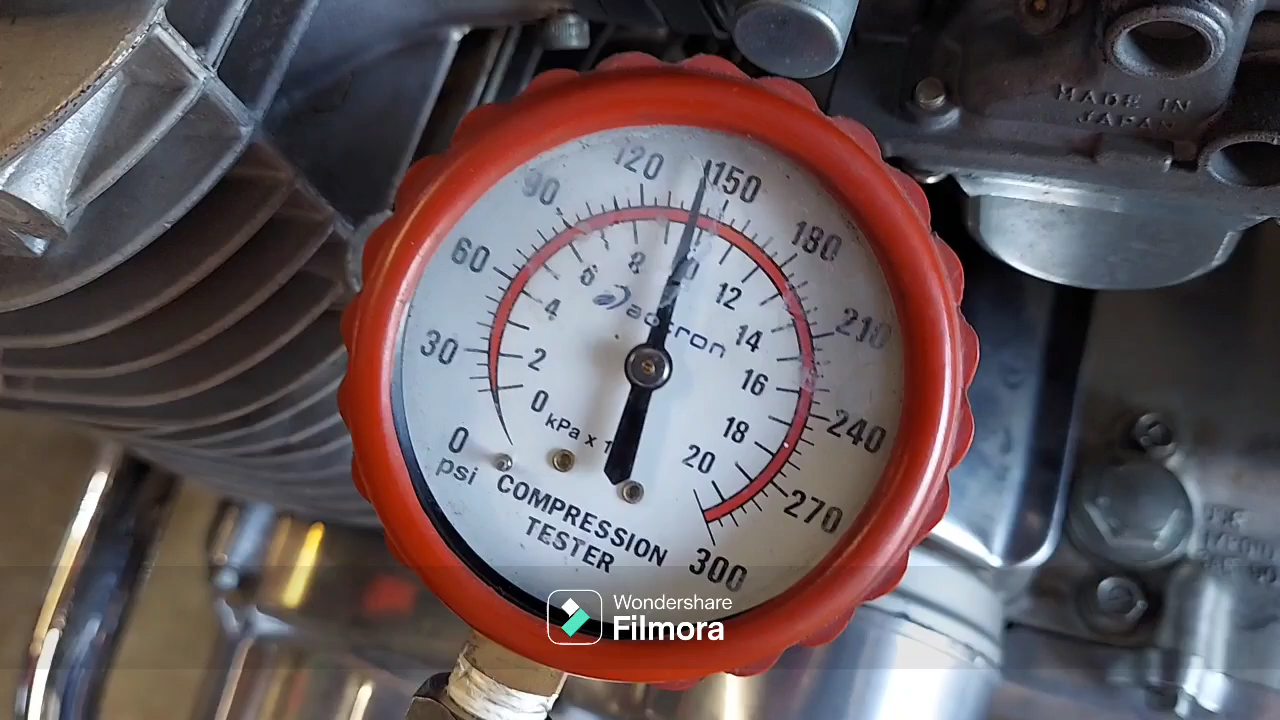 MADE IN
JAPAN
120
150
90
180
60
8
10
6
12
4
actron
210
14
30
2
16
0
kPa x 1
18
240
0
20
psi
COMPRESSION
TESTER
270
300
Wondershare
Filmora